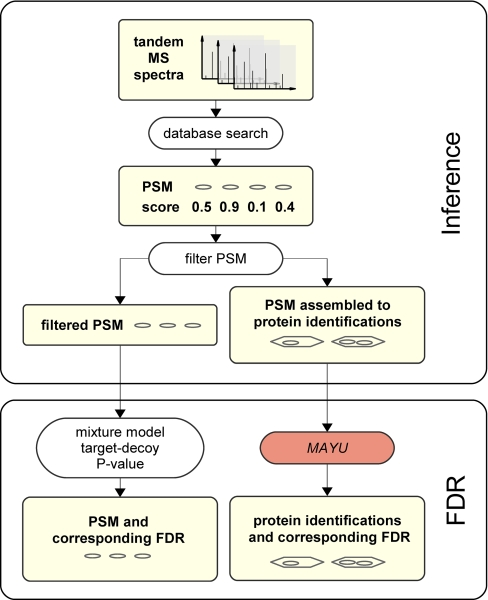 tandem
MS
spectra
database search
PSM
score 0.5 0.9 0.1 0.4
filter PSM
filtered PSM
PSM assembled to
protein identifications
Inference
mixture model
target-decoy
P-value
MAYU
PSM and
corresponding FDR
protein identifications
and corresponding FDR
FDR